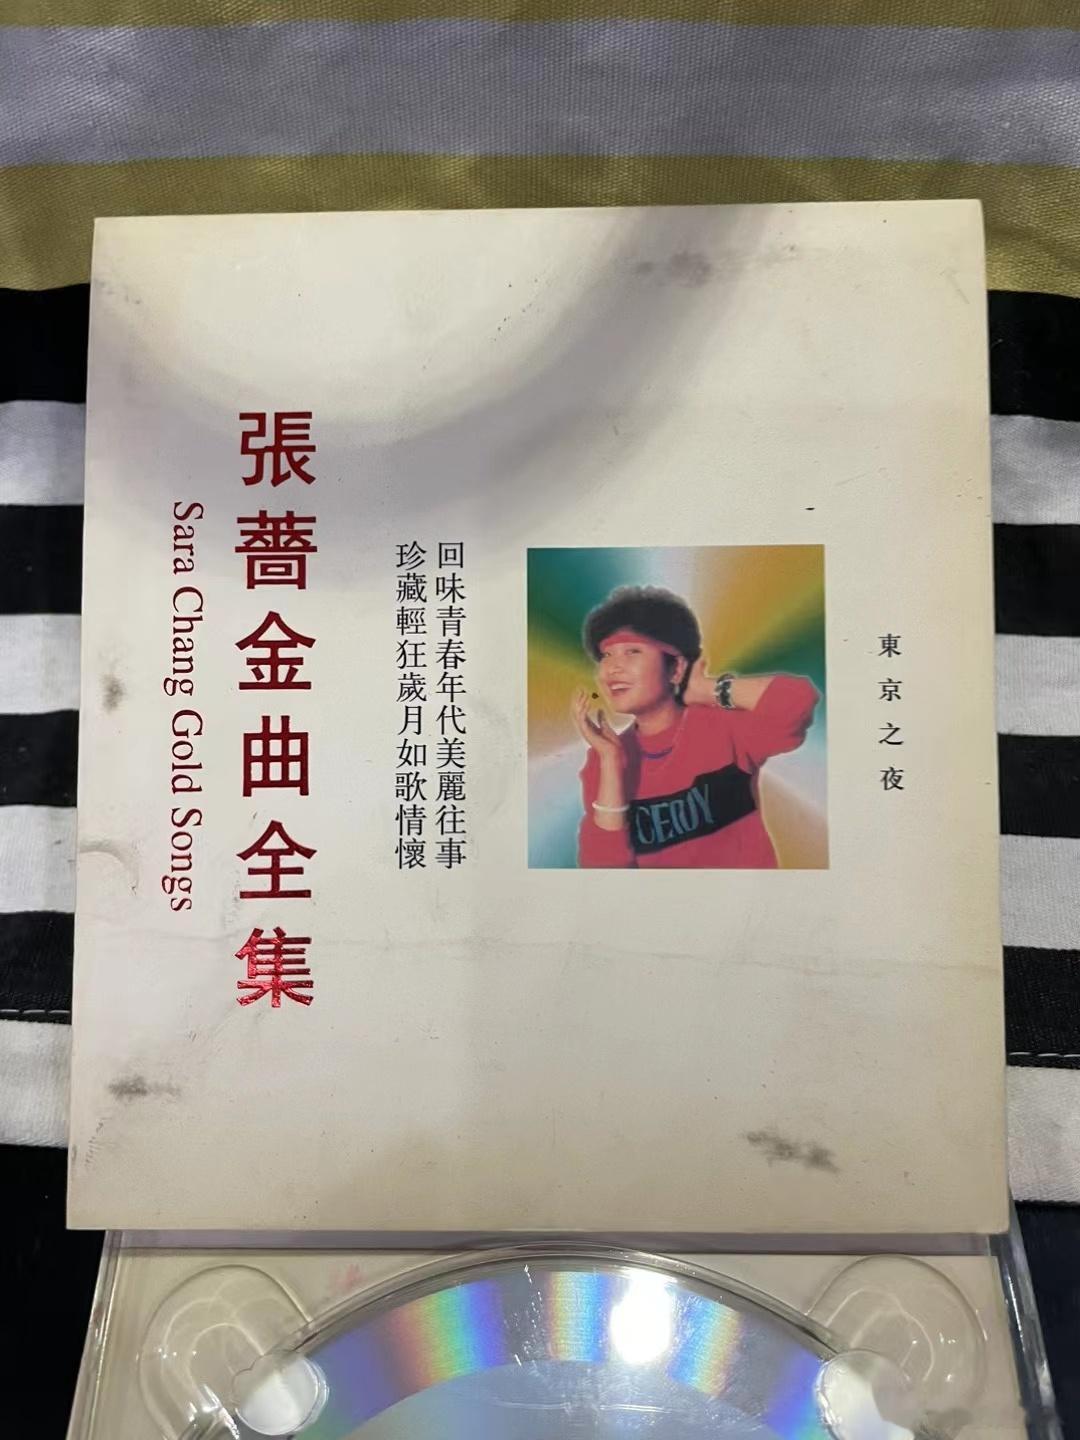 張薔金曲全集
Sara Chang Gold Songs
回味青春年代美麗往事
珍藏輕狂歲月如歌情懷
東京之夜